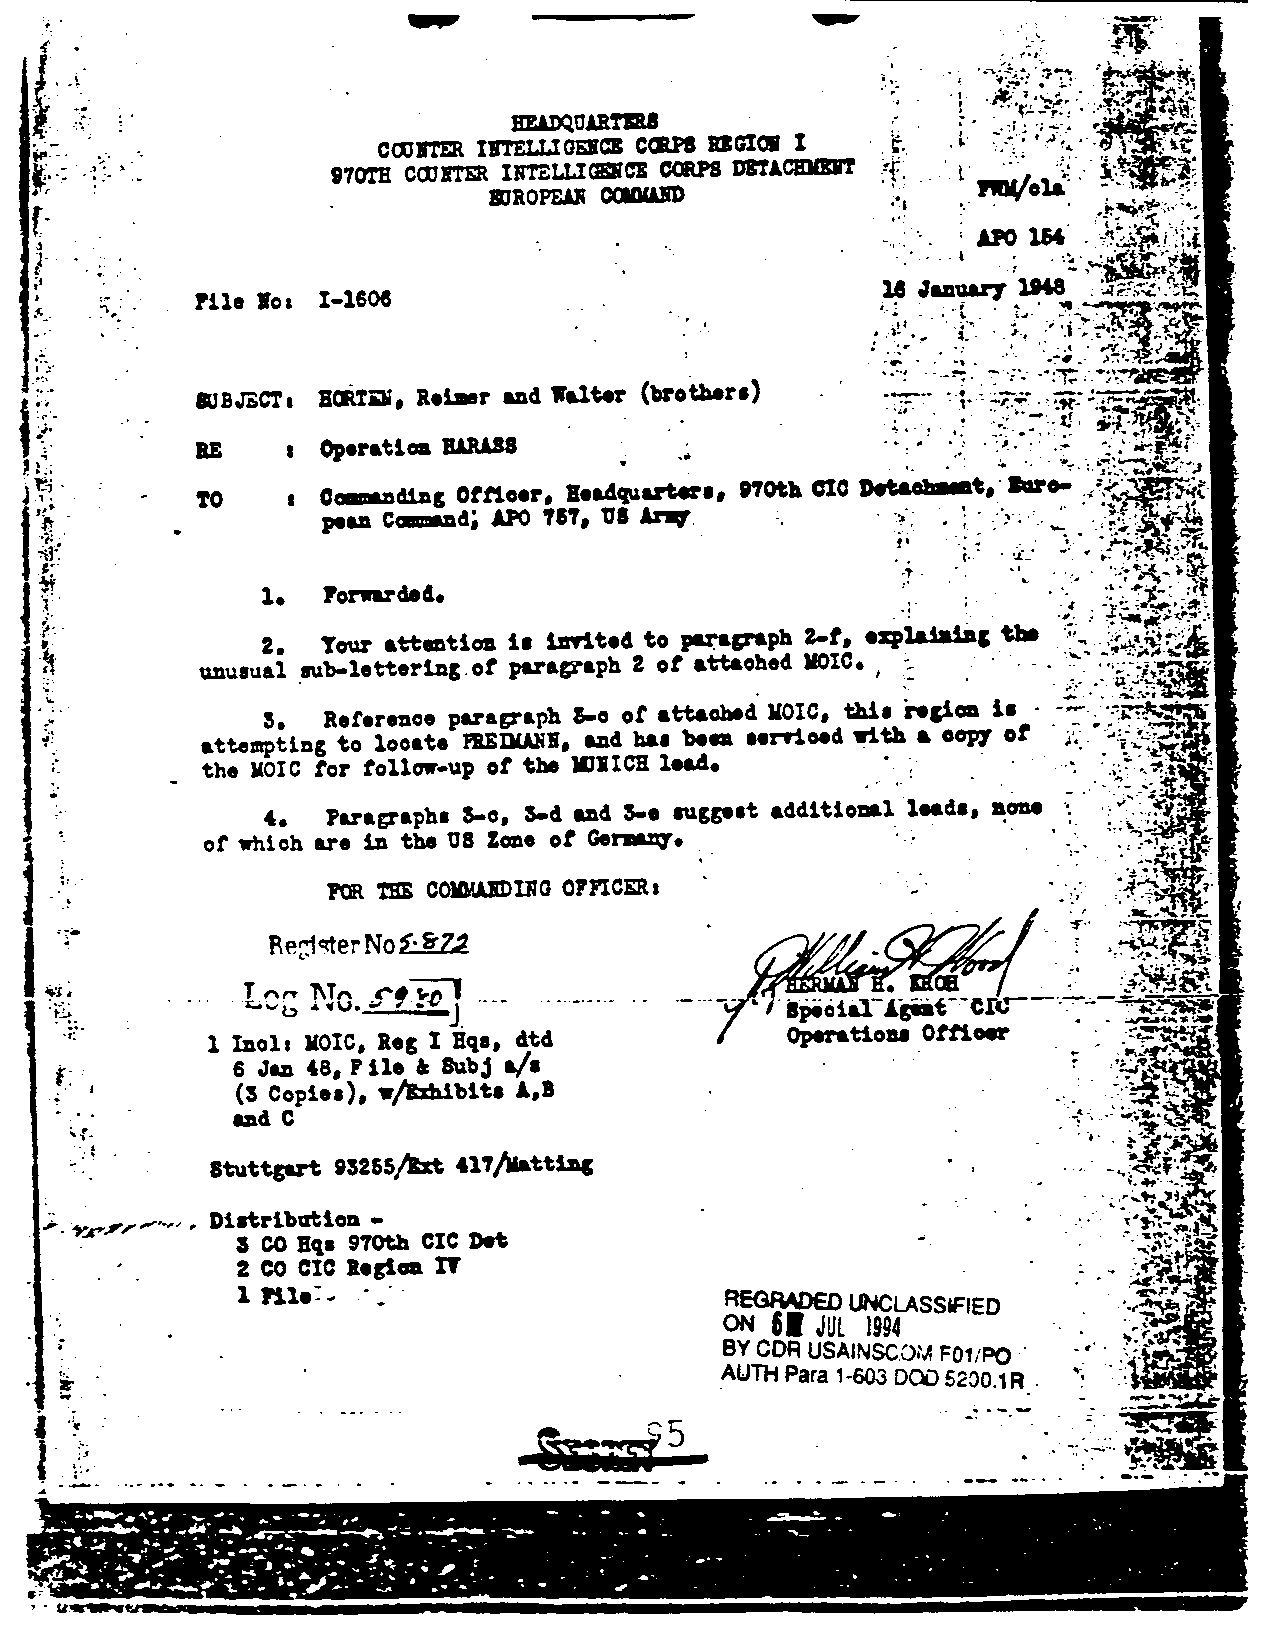 HEADQUARTERS
COUNTER INTELLIGENCE CORPS REGION I
970TH COUNTER INTELLIGENCE CORPS DETACHMENT
EUROPEAN COMMAND
FWM/cla
APO 154
16 January 1948
File No: I-1606
SUBJECT: HORTEN, Reimer and Walter (brothers)
RE : Operation HARASS
TO : Commanding Officer, Headquarters, 970th CIC Detachment, Euro-
pean Command, APO 757, US Army
1. Forwarded.
2. Your attention is invited to paragraph 2-f, explaining the
unusual sub-lettering of paragraph 2 of attached MOIC.
3. Reference paragraph 3-c of attached MOIC, this region is
attempting to locate FREIMANN, and has been serviced with a copy of
the MOIC for follow-up of the MUNICH lead.
4. Paragraphs 3-c, 3-d and 3-e suggest additional leads, none
of which are in the US Zone of Germany.
FOR THE COMMANDING OFFICER:
Register No 5-872
Log No.
William H Wood
HERMAN H. KROH
Special Agent CIC
Operations Officer
1 Incl: MOIC, Reg I Hqs, dtd
6 Jan 48, File & Subj a/s
(3 Copies), w/Exhibits A,B
and C
Stuttgart 93255/Ext 417/Matting
Distribution -
3 CO Hqs 970th CIC Det
2 CO CIC Region IV
1 File
REGRADED UNCLASSIFIED
ON JUL 1994
BY CDR USAINSCOM F01/PO
AUTH Para 1-603 DOD 5200.1R
95